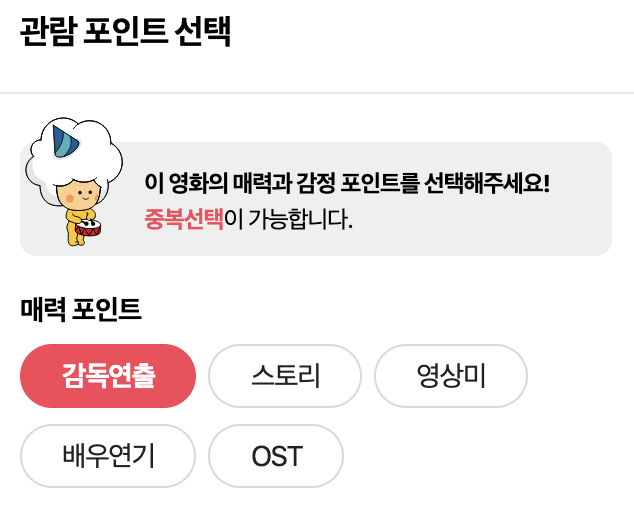 관람 포인트 선택
이 영화의 매력과 감정 포인트를 선택해주세요!
중복선택이 가능합니다.
매력 포인트
감독연출 스토리 영상미
배우연기 OST